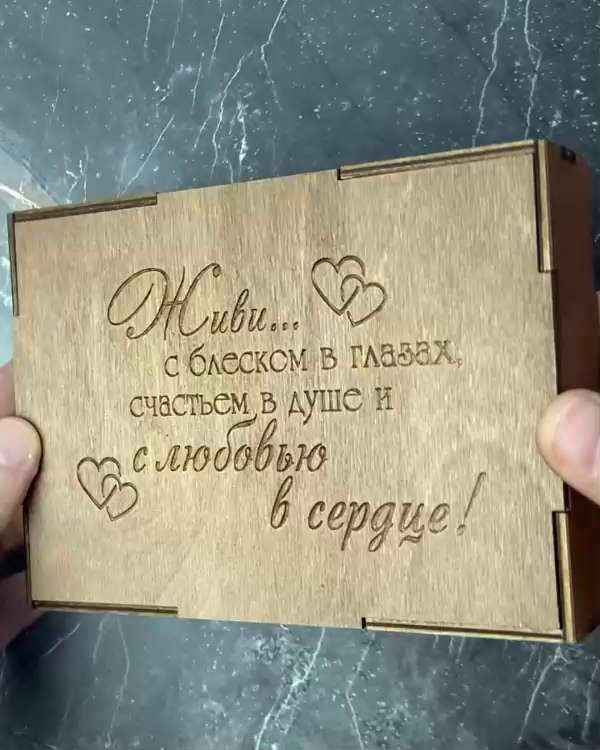 Живи...
с блеском в глазах,
счастьем в душе и
с любовью
в сердце!